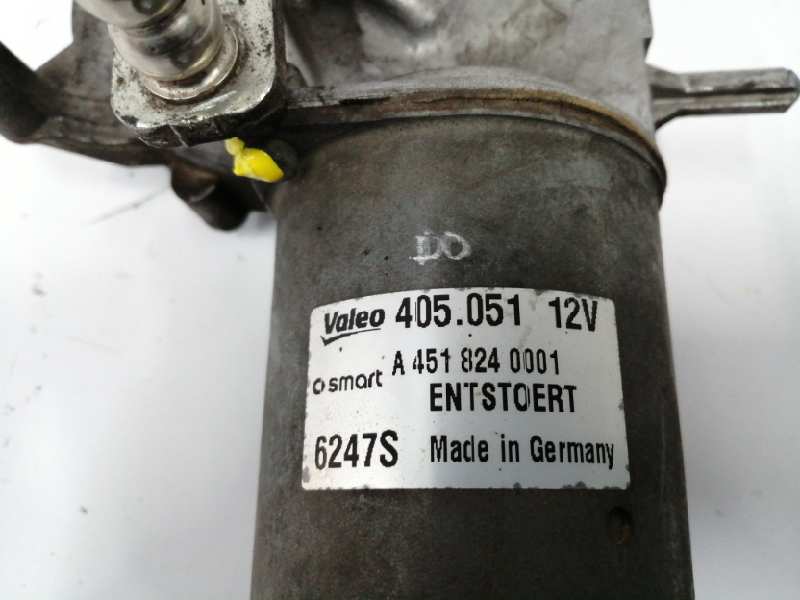 DO
Valeo 405.051 12V
A 451 824 0001
smart
ENTSTOERT
6247S Made in Germany